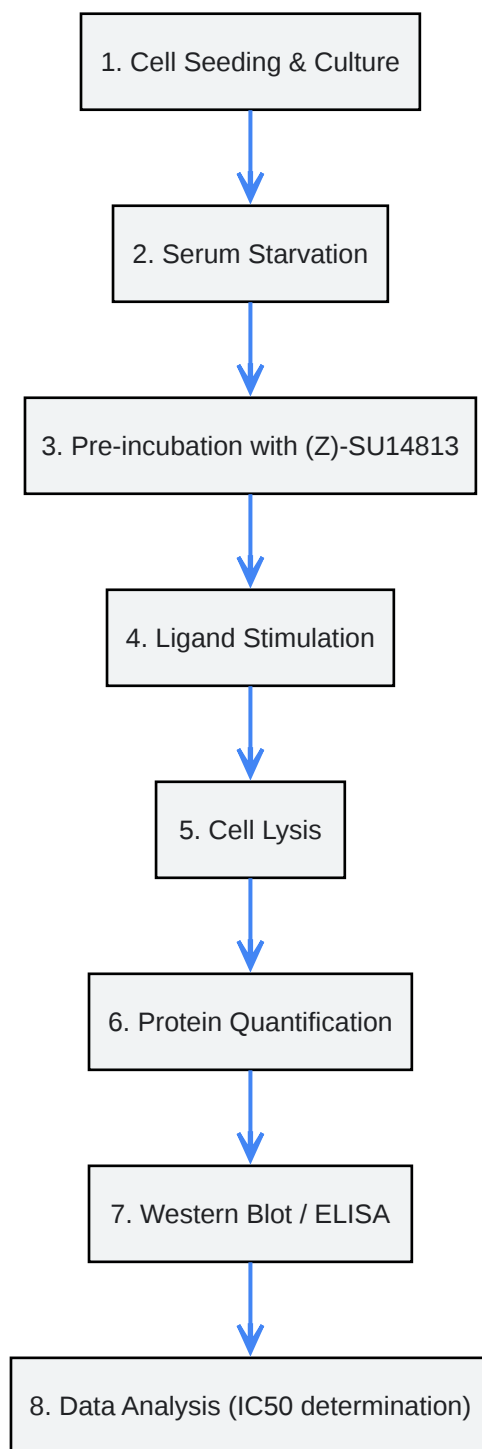 1. Cell Seeding & Culture
2. Serum Starvation
3. Pre-incubation with (Z)-SU14813
4. Ligand Stimulation
5. Cell Lysis
6. Protein Quantification
7. Western Blot / ELISA
8. Data Analysis (IC50 determination)